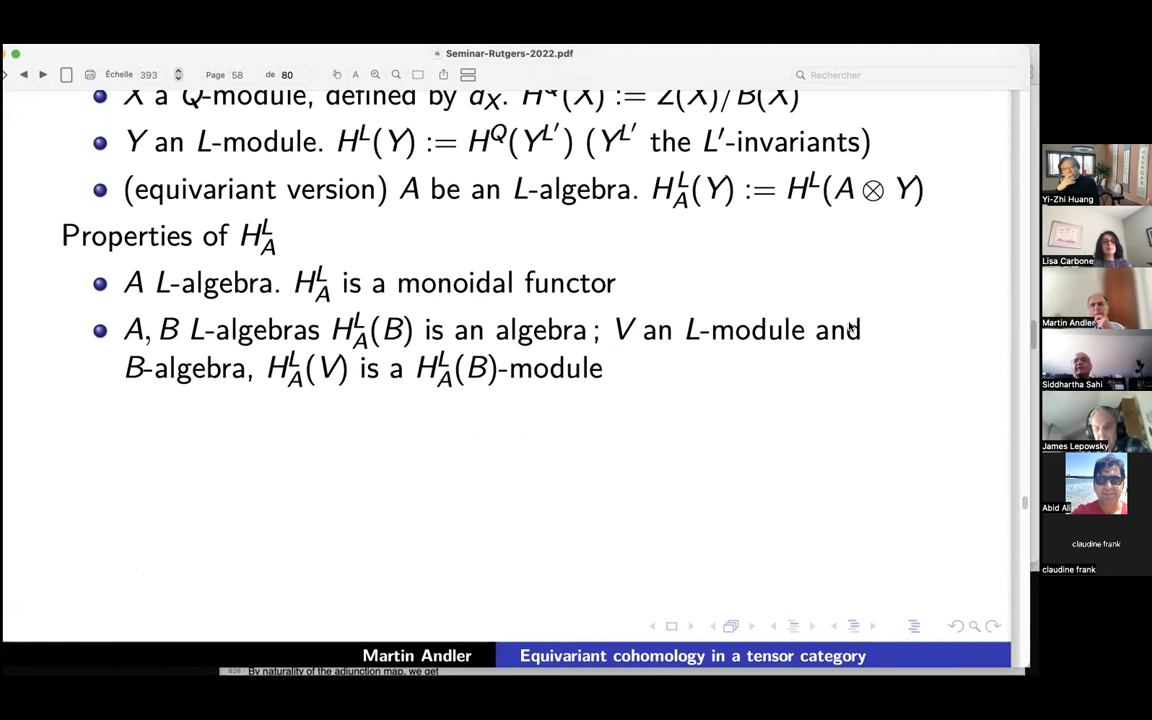 Seminar-Rutgers-2022.pdf
Échelle 393 Page 58 de 80 Rechercher
X a Q-module, defined by d_X. H^Q(X) := Z(X)/B(X)
Y an L-module. H^L(Y) := H^Q(Y^{L′}) (Y^{L′} the L′-invariants)
(equivariant version) A be an L-algebra. H^L_A(Y) := H^L(A ⊗ Y)
Properties of H^L_A
A L-algebra. H^L_A is a monoidal functor
A, B L-algebras H^L_A(B) is an algebra ; V an L-module and
B-algebra, H^L_A(V) is a H^L_A(B)-module
Martin Andler Equivariant cohomology in a tensor category
By naturality of the adjunction map, we get
Yi-Zhi Huang
Lisa Carbone
Martin Andler
Siddhartha Sahi
James Lepowsky
Abid Ali
claudine frank
claudine frank